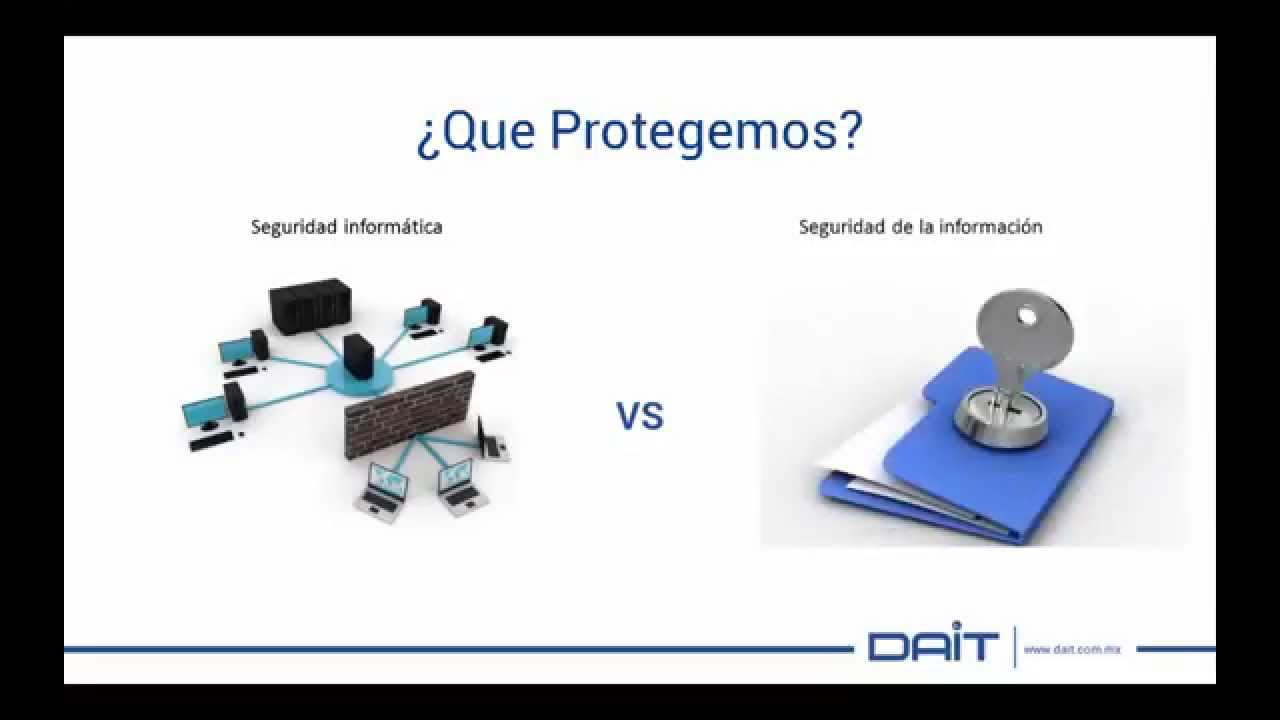 ¿Que Protegemos?
Seguridad informática
Seguridad de la información
VS
DAiT
www.dait.com.mx